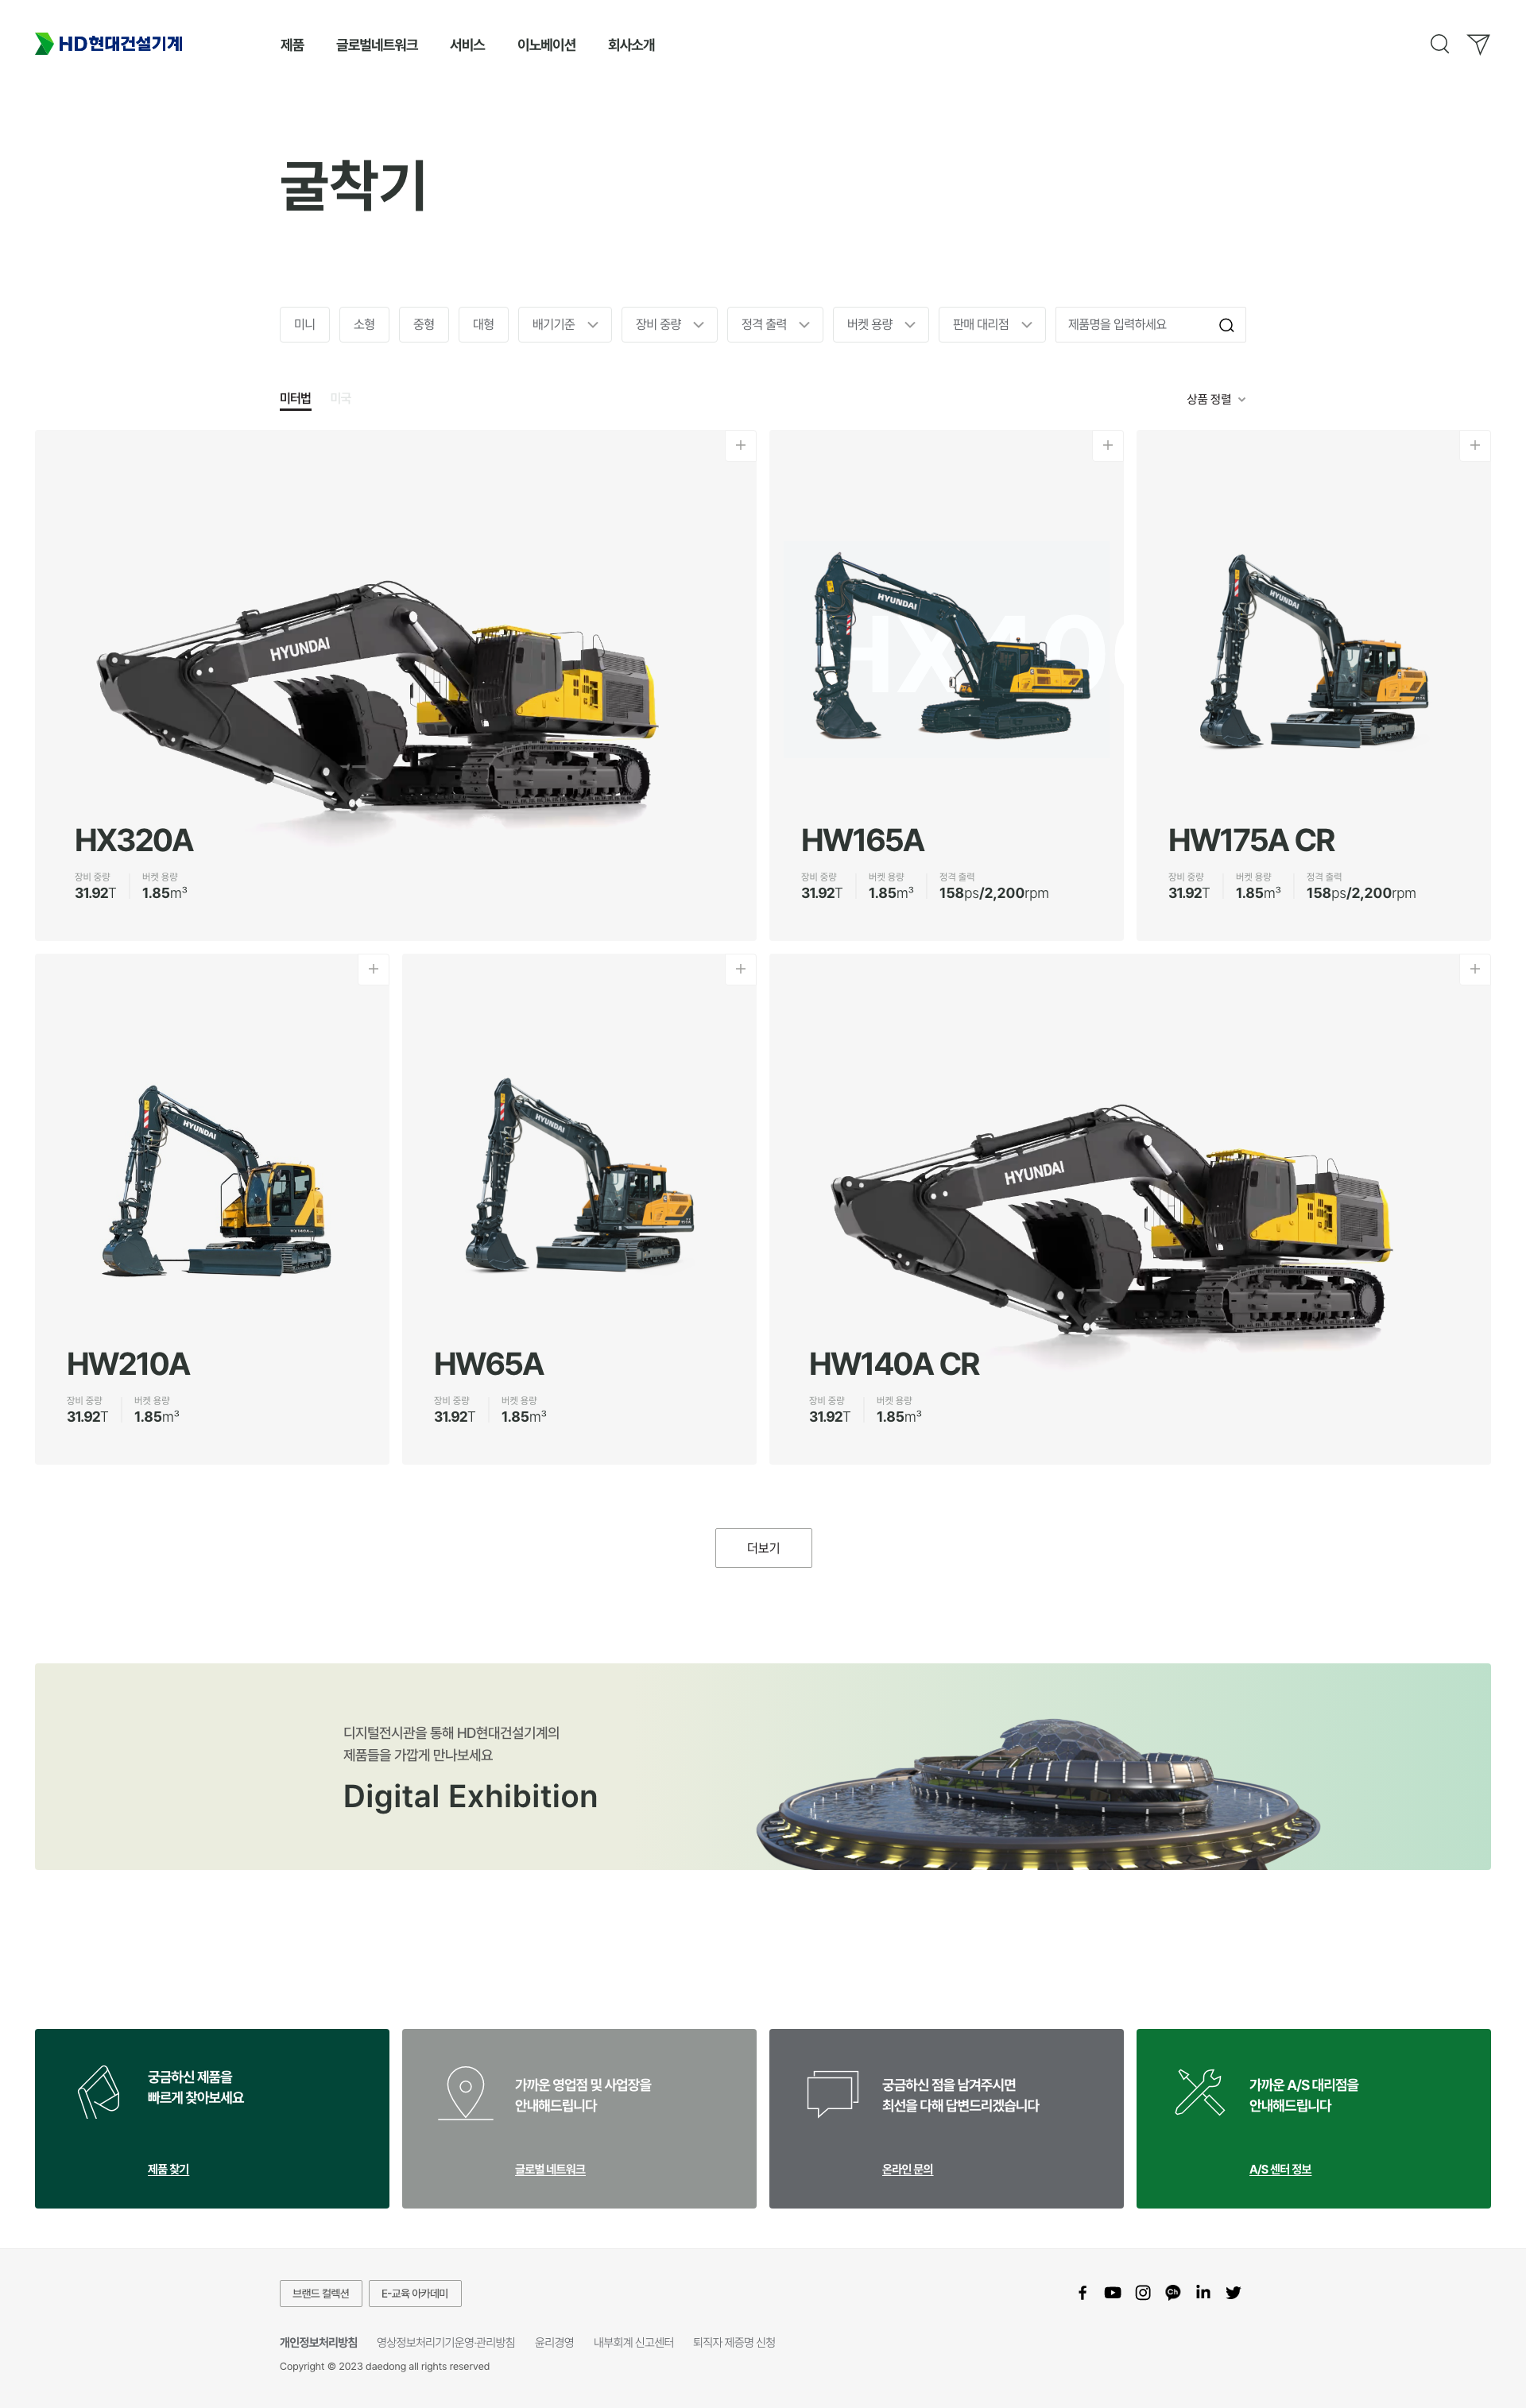 HD현대건설기계
제품 글로벌네트워크 서비스 이노베이션 회사소개
굴착기
미니 소형 중형 대형 배기기준 장비 중량 정격 출력 버켓 용량 판매 대리점 제품명을 입력하세요
미터법 미국
상품 정렬
HYUNDAI
HX320A
장비 중량 버켓 용량
31.92T 1.85m³
HYUNDAI
HW165A
장비 중량 버켓 용량 정격 출력
31.92T 1.85m³ 158ps/2,200rpm
HYUNDAI
HW175A CR
장비 중량 버켓 용량 정격 출력
31.92T 1.85m³ 158ps/2,200rpm
HYUNDAI
HW210A
장비 중량 버켓 용량
31.92T 1.85m³
HYUNDAI
HW65A
장비 중량 버켓 용량
31.92T 1.85m³
HYUNDAI
HW140A CR
장비 중량 버켓 용량
31.92T 1.85m³
더보기
디지털전시관을 통해 HD현대건설기계의
제품들을 가깝게 만나보세요
Digital Exhibition
궁금하신 제품을
빠르게 찾아보세요
제품 찾기
가까운 영업점 및 사업장을
안내해드립니다
글로벌 네트워크
궁금하신 점을 남겨주시면
최선을 다해 답변드리겠습니다
온라인 문의
가까운 A/S 대리점을
안내해드립니다
A/S 센터 정보
브랜드 컬렉션 E-교육 아카데미
Ch
개인정보처리방침 영상정보처리기기운영·관리방침 윤리경영 내부회계 신고센터 퇴직자 제증명 신청
Copyright © 2023 daedong all rights reserved